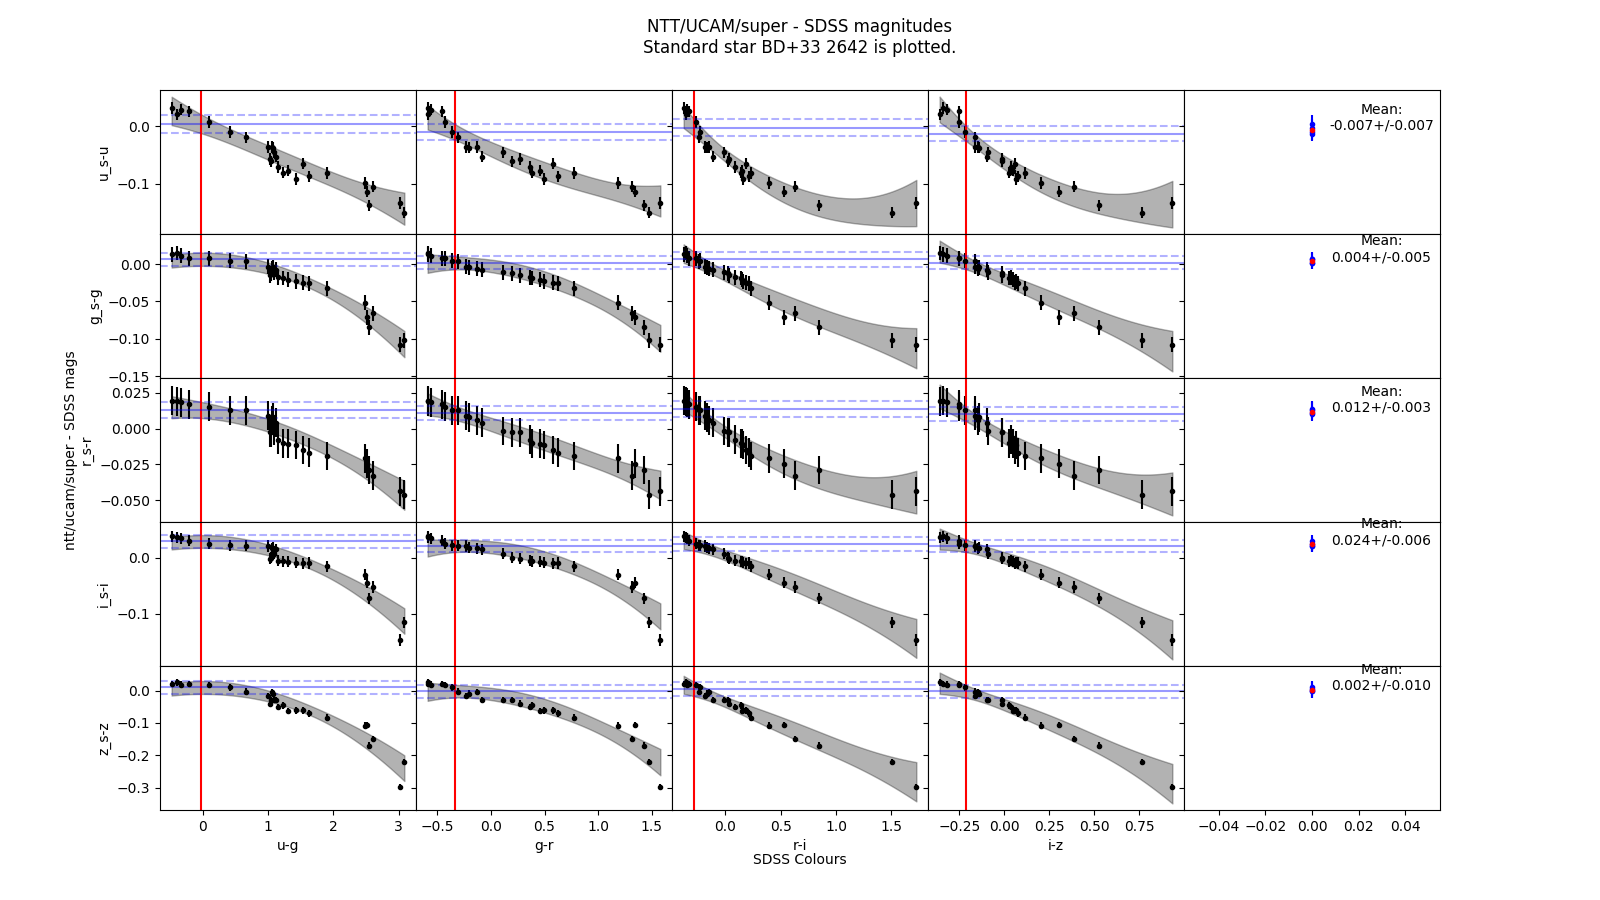 NTT/UCAM/super - SDSS magnitudes
Standard star BD+33 2642 is plotted.
ntt/ucam/super - SDSS mags
u_s-u
0.0
−0.1
Mean:
-0.007+/-0.007
g_s-g
0.00
−0.05
−0.10
−0.15
Mean:
0.004+/-0.005
r_s-r
0.025
0.000
−0.025
−0.050
Mean:
0.012+/-0.003
i_s-i
0.0
−0.1
Mean:
0.024+/-0.006
z_s-z
0.0
−0.1
−0.2
−0.3
Mean:
0.002+/-0.010
0 1 2 3
−0.5 0.0 0.5 1.0 1.5
0.0 0.5 1.0 1.5
−0.25 0.00 0.25 0.50 0.75
−0.04 −0.02 0.00 0.02 0.04
u-g
g-r
r-i
i-z
SDSS Colours